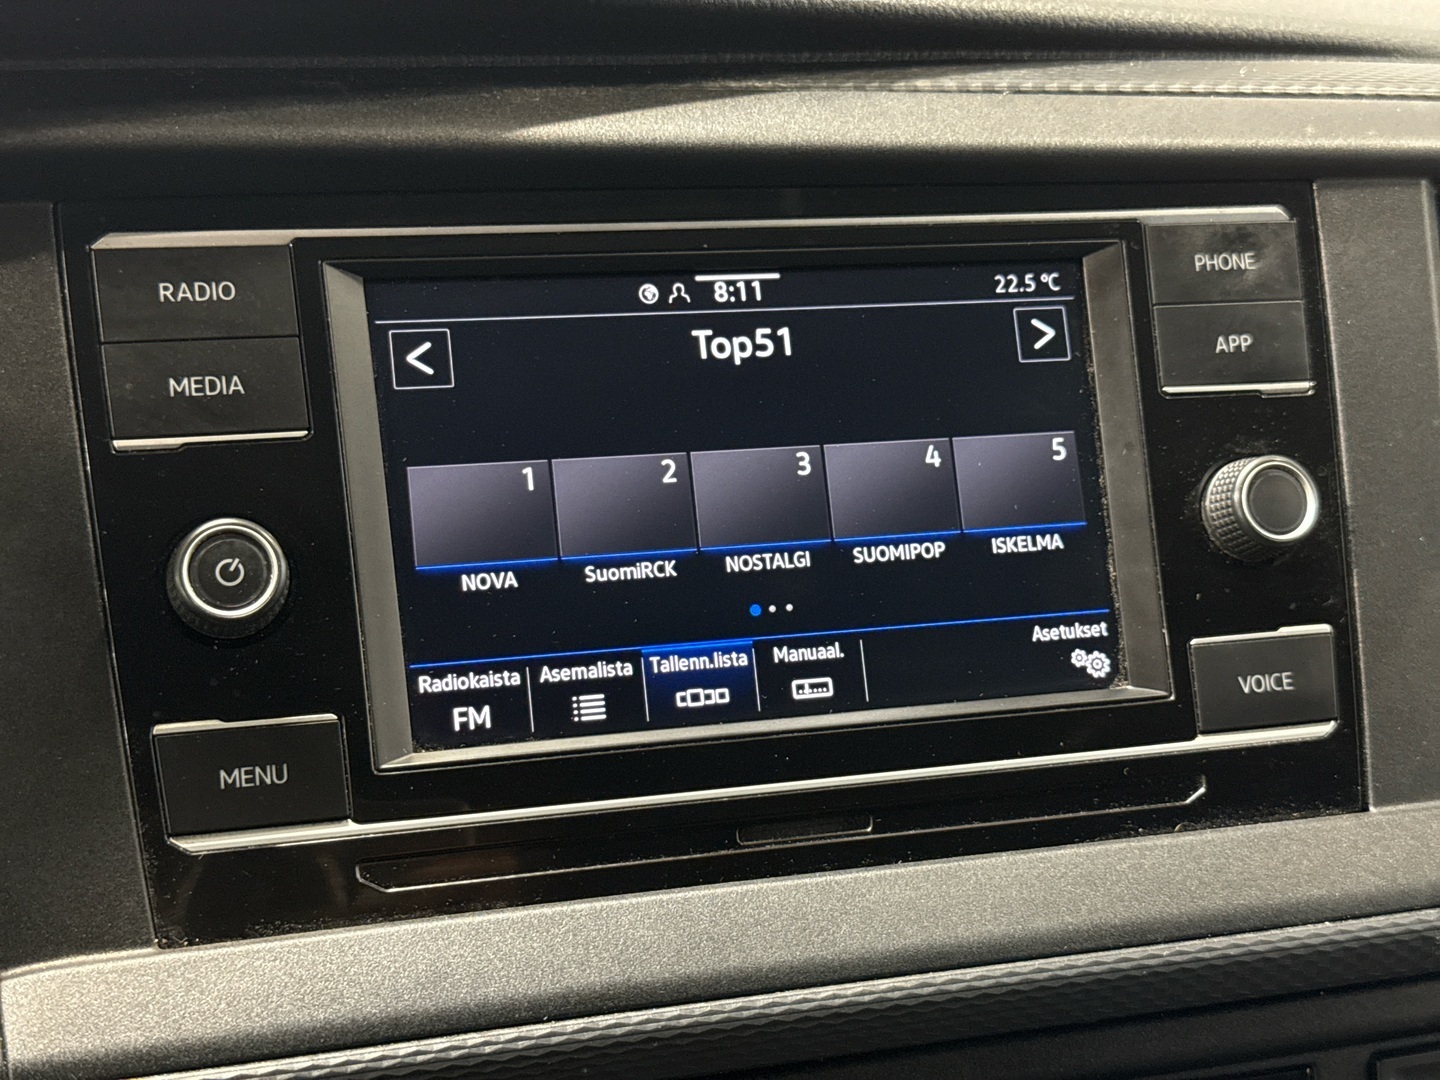 RADIO
MEDIA
MENU
8:11
22.5 °C
<
Top51
>
1
2
3
4
5
NOVA
SuomiRCK
NOSTALGI
SUOMIPOP
ISKELMA
Radiokaista
FM
Asemalista
Tallenn.lista
Manuaal.
Asetukset
PHONE
APP
VOICE